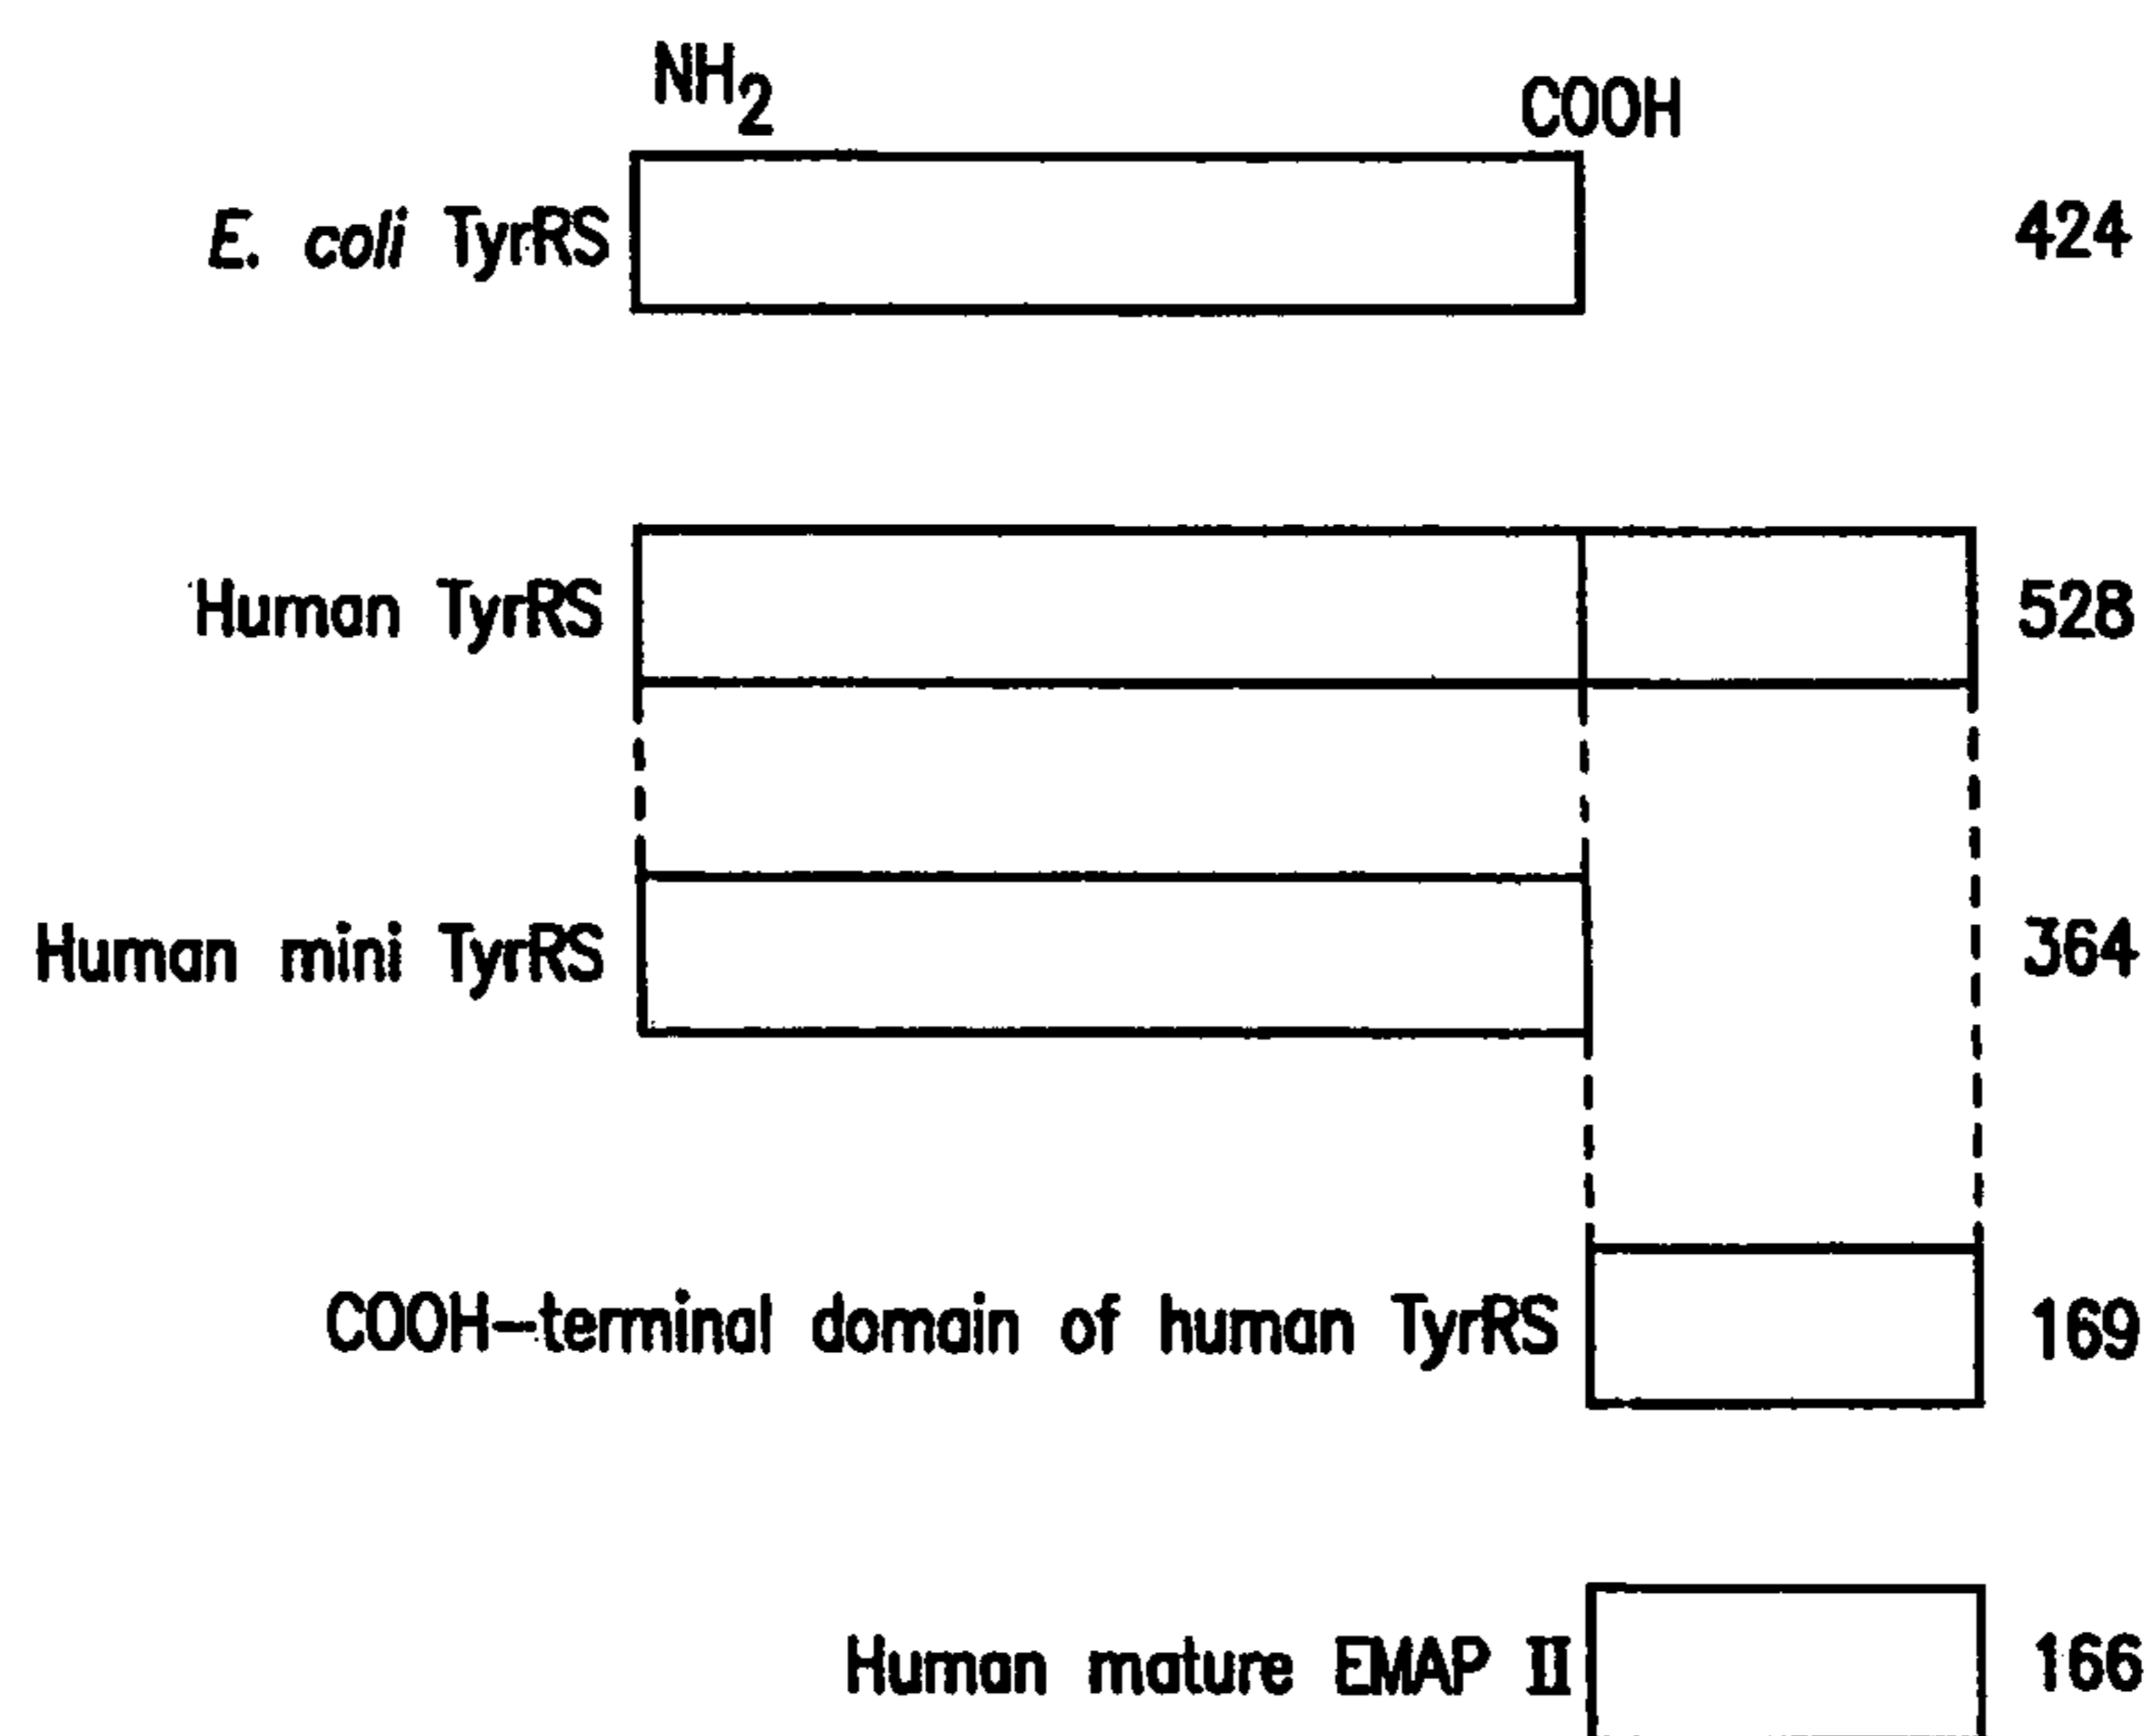 NH2
COOH
E. coli TyrRS 424
Human TyrRS 528
Human mini TyrRS 364
COOH-terminal domain of human TyrRS 169
Human mature EMAP II 166